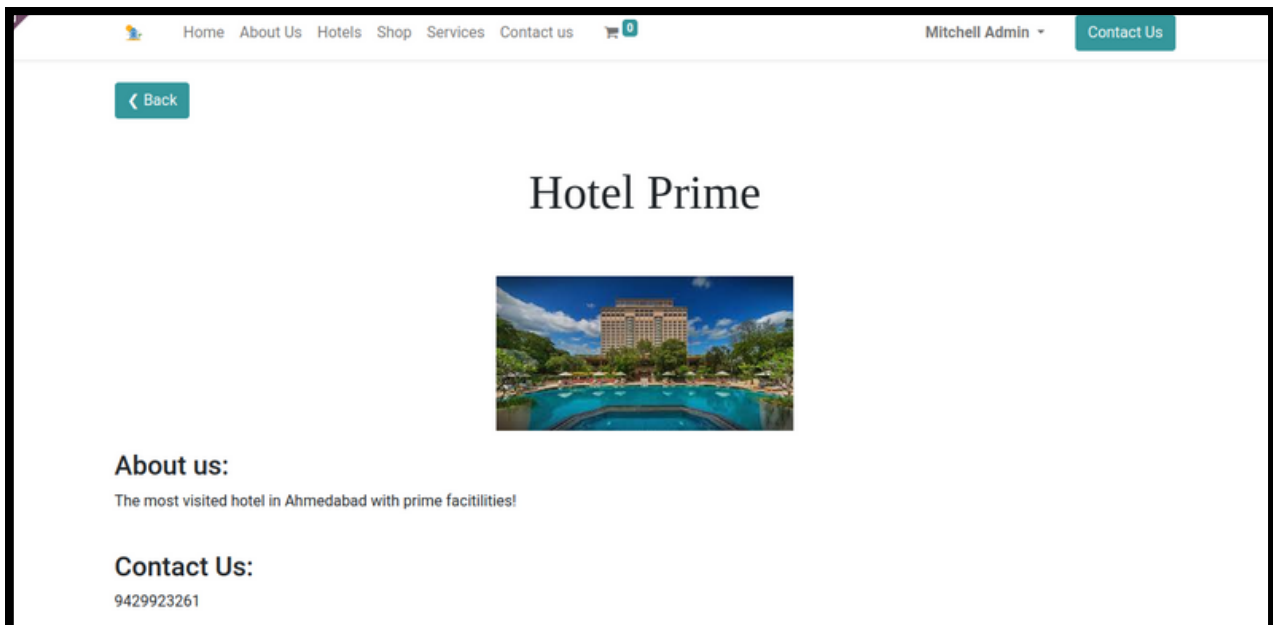 Home About Us Hotels Shop Services Contact us 0 Mitchell Admin Contact Us
Back
Hotel Prime
About us:
The most visited hotel in Ahmedabad with prime facitilities!
Contact Us:
9429923261